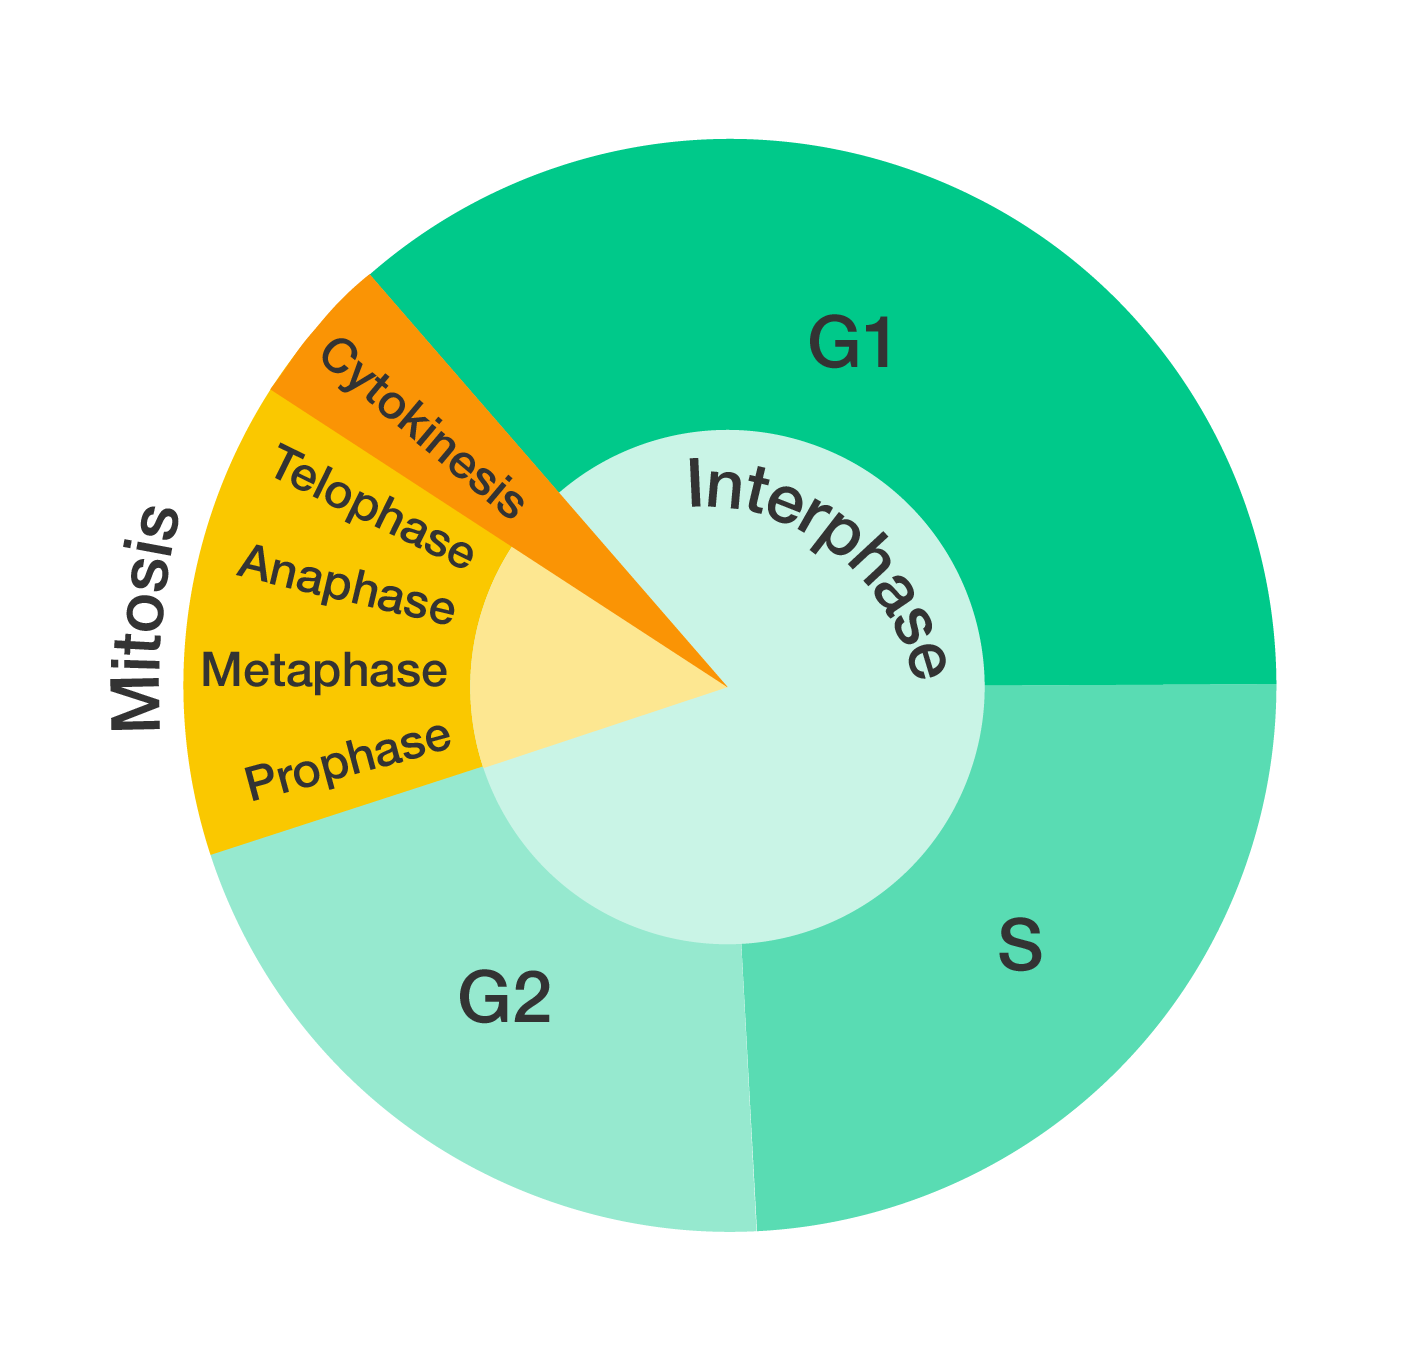 G1
Interphase
Cytokinesis
Telophase
Anaphase
Metaphase
Prophase
Mitosis
S
G2